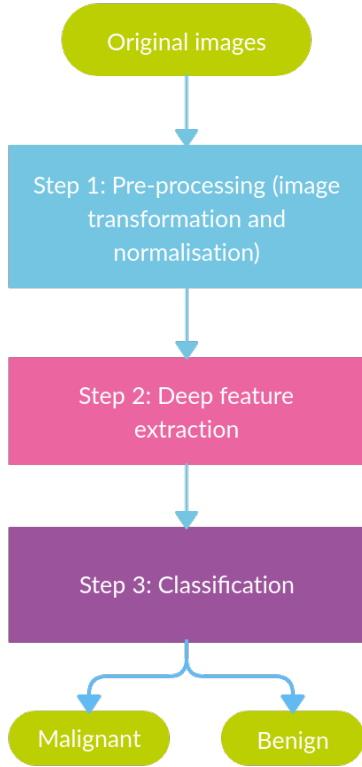 Original images
Step 1: Pre-processing (image
transformation and
normalisation)
Step 2: Deep feature
extraction
Step 3: Classification
Malignant
Benign